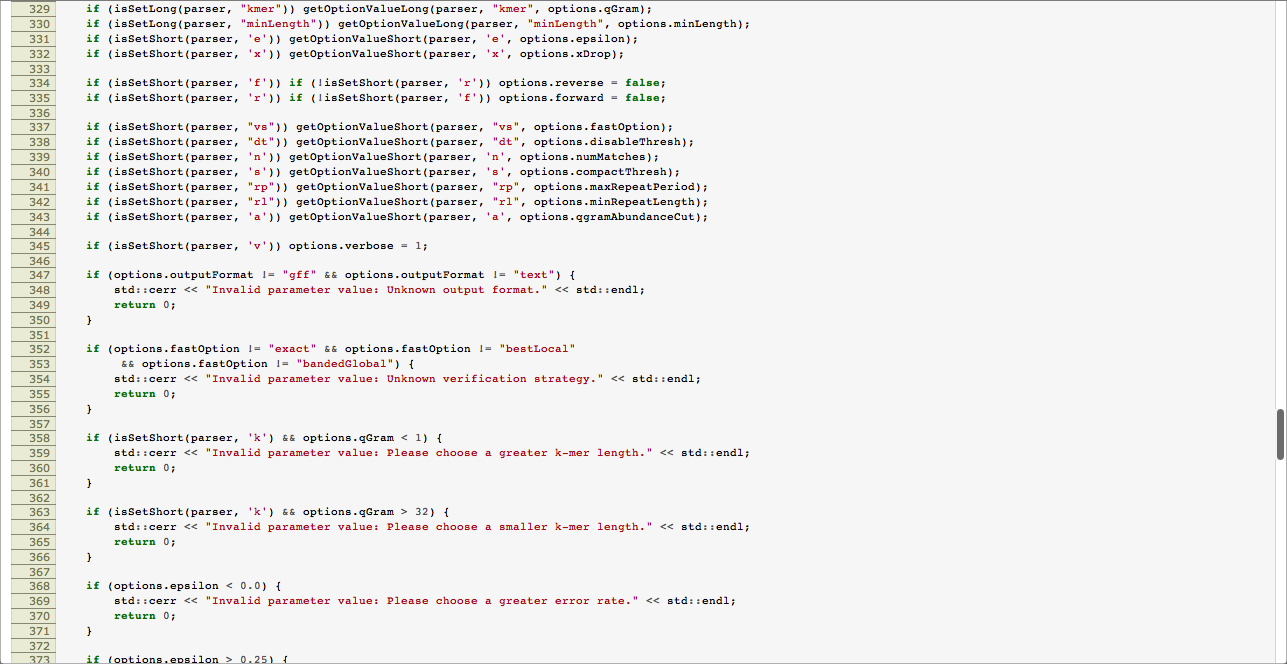 329 if (isSetLong(parser, "kmer")) getOptionValueLong(parser, "kmer", options.qGram);
330 if (isSetLong(parser, "minLength")) getOptionValueLong(parser, "minLength", options.minLength);
331 if (isSetShort(parser, 'e')) getOptionValueShort(parser, 'e', options.epsilon);
332 if (isSetShort(parser, 'x')) getOptionValueShort(parser, 'x', options.xDrop);
333
334 if (isSetShort(parser, 'f')) if (!isSetShort(parser, 'r')) options.reverse = false;
335 if (isSetShort(parser, 'r')) if (!isSetShort(parser, 'f')) options.forward = false;
336
337 if (isSetShort(parser, "vs")) getOptionValueShort(parser, "vs", options.fastOption);
338 if (isSetShort(parser, "dt")) getOptionValueShort(parser, "dt", options.disableThresh);
339 if (isSetShort(parser, 'n')) getOptionValueShort(parser, 'n', options.numMatches);
340 if (isSetShort(parser, 's')) getOptionValueShort(parser, 's', options.compactThresh);
341 if (isSetShort(parser, "rp")) getOptionValueShort(parser, "rp", options.maxRepeatPeriod);
342 if (isSetShort(parser, "rl")) getOptionValueShort(parser, "rl", options.minRepeatLength);
343 if (isSetShort(parser, 'a')) getOptionValueShort(parser, 'a', options.qgramAbundanceCut);
344
345 if (isSetShort(parser, 'v')) options.verbose = 1;
346
347 if (options.outputFormat != "gff" && options.outputFormat != "text") {
348 std::cerr << "Invalid parameter value: Unknown output format." << std::endl;
349 return 0;
350 }
351
352 if (options.fastOption != "exact" && options.fastOption != "bestLocal"
353 && options.fastOption != "bandedGlobal") {
354 std::cerr << "Invalid parameter value: Unknown verification strategy." << std::endl;
355 return 0;
356 }
357
358 if (isSetShort(parser, 'k') && options.qGram < 1) {
359 std::cerr << "Invalid parameter value: Please choose a greater k-mer length." << std::endl;
360 return 0;
361 }
362
363 if (isSetShort(parser, 'k') && options.qGram > 32) {
364 std::cerr << "Invalid parameter value: Please choose a smaller k-mer length." << std::endl;
365 return 0;
366 }
367
368 if (options.epsilon < 0.0) {
369 std::cerr << "Invalid parameter value: Please choose a greater error rate." << std::endl;
370 return 0;
371 }
372
373 if (options.epsilon > 0.25) {